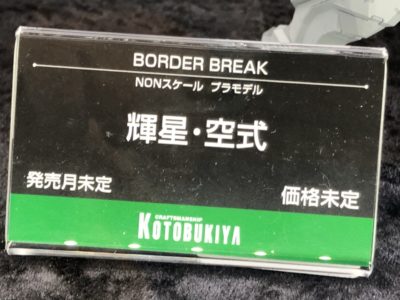 BORDER BREAK
NONスケール プラモデル
輝星・空式
発売月未定
価格未定
CRAFTSMANSHIP
KOTOBUKIYA